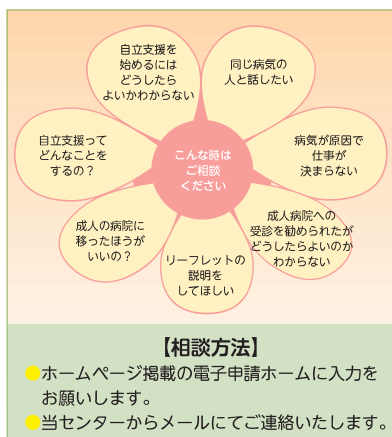 自立支援を
始めるには
どうしたら
よいかわからない
同じ病気の
人と話したい
自立支援って
どんなことを
するの？
こんな時は
ご相談
ください
病気が原因で
仕事が
決まらない
成人の病院に
移ったほうが
いいの？
リーフレットの
説明を
してほしい
成人病院への
受診を勧められたが
どうしたらよいのか
わからない
【相談方法】
●ホームページ掲載の電子申請ホームに入力を
お願いします。
●当センターからメールにてご連絡いたします。